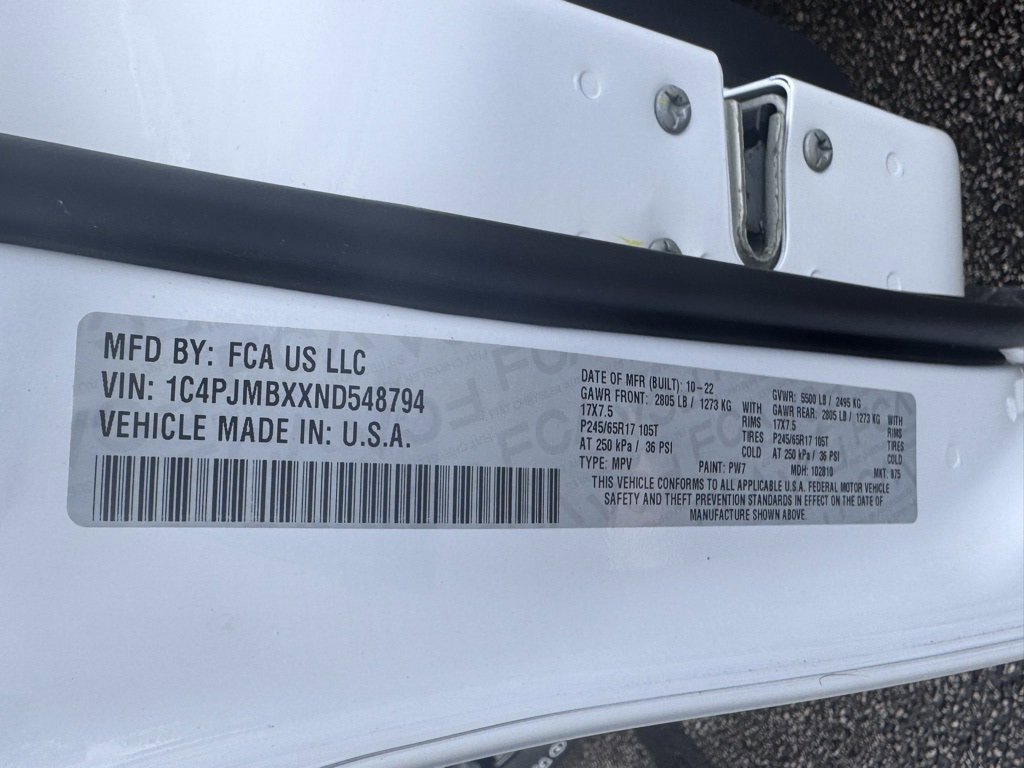 MFD BY: FCA US LLC
VIN: 1C4PJMBXXND548794
VEHICLE MADE IN: U.S.A.
DATE OF MFR (BUILT): 10-22 GVWR: 5500 LB / 2495 KG
GAWR FRONT: 2805 LB / 1273 KG WITH GAWR REAR: 2805 LB / 1273 KG WITH
17X7.5 RIMS 17X7.5 RIMS
P245/65R17 105T TIRES P245/65R17 105T TIRES
AT 250 kPa / 36 PSI COLD AT 250 kPa / 36 PSI COLD
TYPE: MPV PAINT: PW7 MDH: 102810 MKT: 875
THIS VEHICLE CONFORMS TO ALL APPLICABLE U.S.A. FEDERAL MOTOR VEHICLE
SAFETY AND THEFT PREVENTION STANDARDS IN EFFECT ON THE DATE OF
MANUFACTURE SHOWN ABOVE.